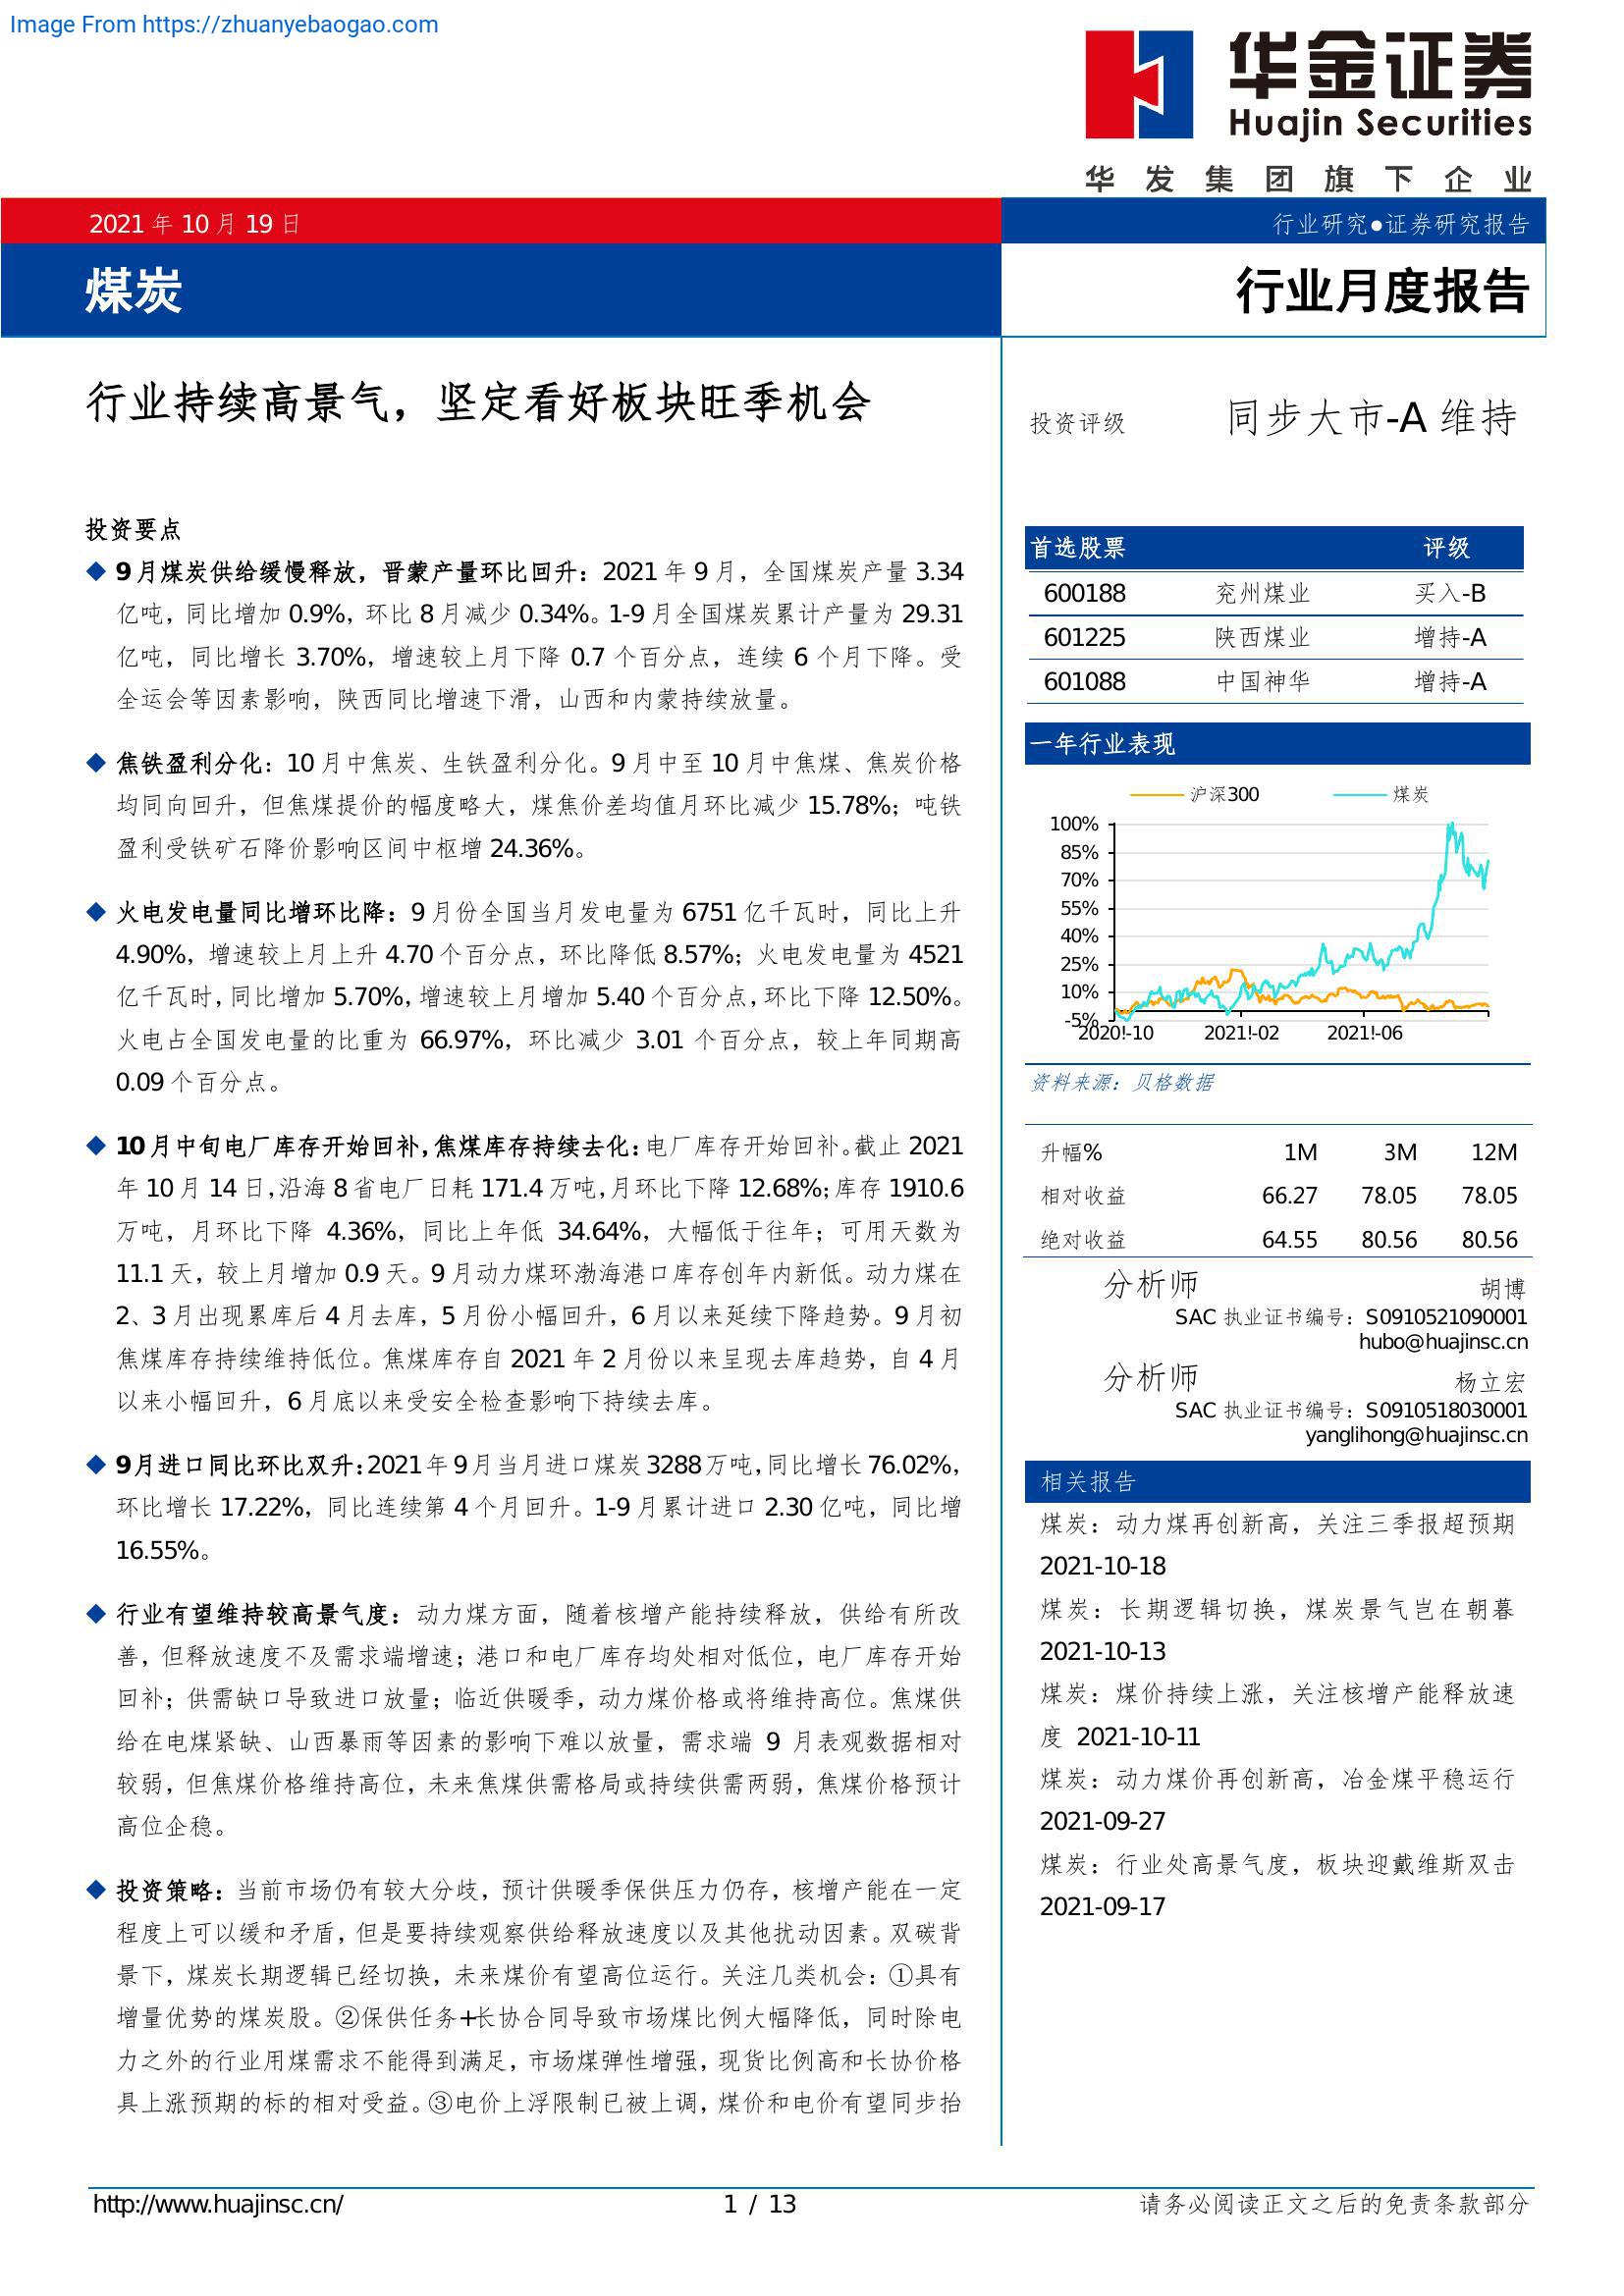 Image From https://zhuanyebaogao.com
华金证券
Huajin Securities
华发集团旗下企业
2021 年 10 月 19 日
行业研究●证券研究报告
煤炭
行业月度报告
行业持续高景气，坚定看好板块旺季机会
投资要点
◆ 9 月煤炭供给缓慢释放，晋蒙产量环比回升：2021 年 9 月，全国煤炭产量 3.34
亿吨，同比增加 0.9%，环比 8 月减少 0.34%。1-9 月全国煤炭累计产量为 29.31
亿吨，同比增长 3.70%，增速较上月下降 0.7 个百分点，连续 6 个月下降。受
全运会等因素影响，陕西同比增速下滑，山西和内蒙持续放量。
◆ 焦铁盈利分化：10 月中焦炭、生铁盈利分化。9 月中至 10 月中焦煤、焦炭价格
均同向回升，但焦煤提价的幅度略大，煤焦价差均值月环比减少 15.78%；吨铁
盈利受铁矿石降价影响区间中枢增 24.36%。
◆ 火电发电量同比增环比降：9 月份全国当月发电量为 6751 亿千瓦时，同比上升
4.90%，增速较上月上升 4.70 个百分点，环比降低 8.57%；火电发电量为 4521
亿千瓦时，同比增加 5.70%，增速较上月增加 5.40 个百分点，环比下降 12.50%。
火电占全国发电量的比重为 66.97%，环比减少 3.01 个百分点，较上年同期高
0.09 个百分点。
◆ 10 月中旬电厂库存开始回补，焦煤库存持续去化：电厂库存开始回补。截止 2021
年 10 月 14 日，沿海 8 省电厂日耗 171.4 万吨，月环比下降 12.68%；库存 1910.6
万吨，月环比下降 4.36%，同比上年低 34.64%，大幅低于往年；可用天数为
11.1 天，较上月增加 0.9 天。9 月动力煤环渤海港口库存创年内新低。动力煤在
2、3 月出现累库后 4 月去库，5 月份小幅回升，6 月以来延续下降趋势。9 月初
焦煤库存持续维持低位。焦煤库存自 2021 年 2 月份以来呈现去库趋势，自 4 月
以来小幅回升，6 月底以来受安全检查影响下持续去库。
◆ 9月进口同比环比双升：2021 年 9 月当月进口煤炭 3288 万吨，同比增长 76.02%，
环比增长 17.22%，同比连续第 4 个月回升。1-9 月累计进口 2.30 亿吨，同比增
16.55%。
◆ 行业有望维持较高景气度：动力煤方面，随着核增产能持续释放，供给有所改
善，但释放速度不及需求端增速；港口和电厂库存均处相对低位，电厂库存开始
回补；供需缺口导致进口放量；临近供暖季，动力煤价格或将维持高位。焦煤供
给在电煤紧缺、山西暴雨等因素的影响下难以放量，需求端 9 月表观数据相对
较弱，但焦煤价格维持高位，未来焦煤供需格局或持续供需两弱，焦煤价格预计
高位企稳。
◆ 投资策略：当前市场仍有较大分歧，预计供暖季保供压力仍存，核增产能在一定
程度上可以缓和矛盾，但是要持续观察供给释放速度以及其他扰动因素。双碳背
景下，煤炭长期逻辑已经切换，未来煤价有望高位运行。关注几类机会：①具有
增量优势的煤炭股。②保供任务+长协合同导致市场煤比例大幅降低，同时除电
力之外的行业用煤需求不能得到满足，市场煤弹性增强，现货比例高和长协价格
具上涨预期的标的相对受益。③电价上浮限制已被上调，煤价和电价有望同步抬
投资评级 同步大市-A 维持
首选股票 评级
600188 兖州煤业 买入-B
601225 陕西煤业 增持-A
601088 中国神华 增持-A
一年行业表现
沪深300 煤炭
100%
85%
70%
55%
40%
25%
10%
-5%
2020!-10 2021!-02 2021!-06
资料来源：贝格数据
升幅% 1M 3M 12M
相对收益 66.27 78.05 78.05
绝对收益 64.55 80.56 80.56
分析师 胡博
SAC 执业证书编号：S0910521090001
hubo@huajinsc.cn
分析师 杨立宏
SAC 执业证书编号：S0910518030001
yanglihong@huajinsc.cn
相关报告
煤炭：动力煤再创新高，关注三季报超预期
2021-10-18
煤炭：长期逻辑切换，煤炭景气岂在朝暮
2021-10-13
煤炭：煤价持续上涨，关注核增产能释放速
度 2021-10-11
煤炭：动力煤价再创新高，冶金煤平稳运行
2021-09-27
煤炭：行业处高景气度，板块迎戴维斯双击
2021-09-17
http://www.huajinsc.cn/ 1 / 13 请务必阅读正文之后的免责条款部分